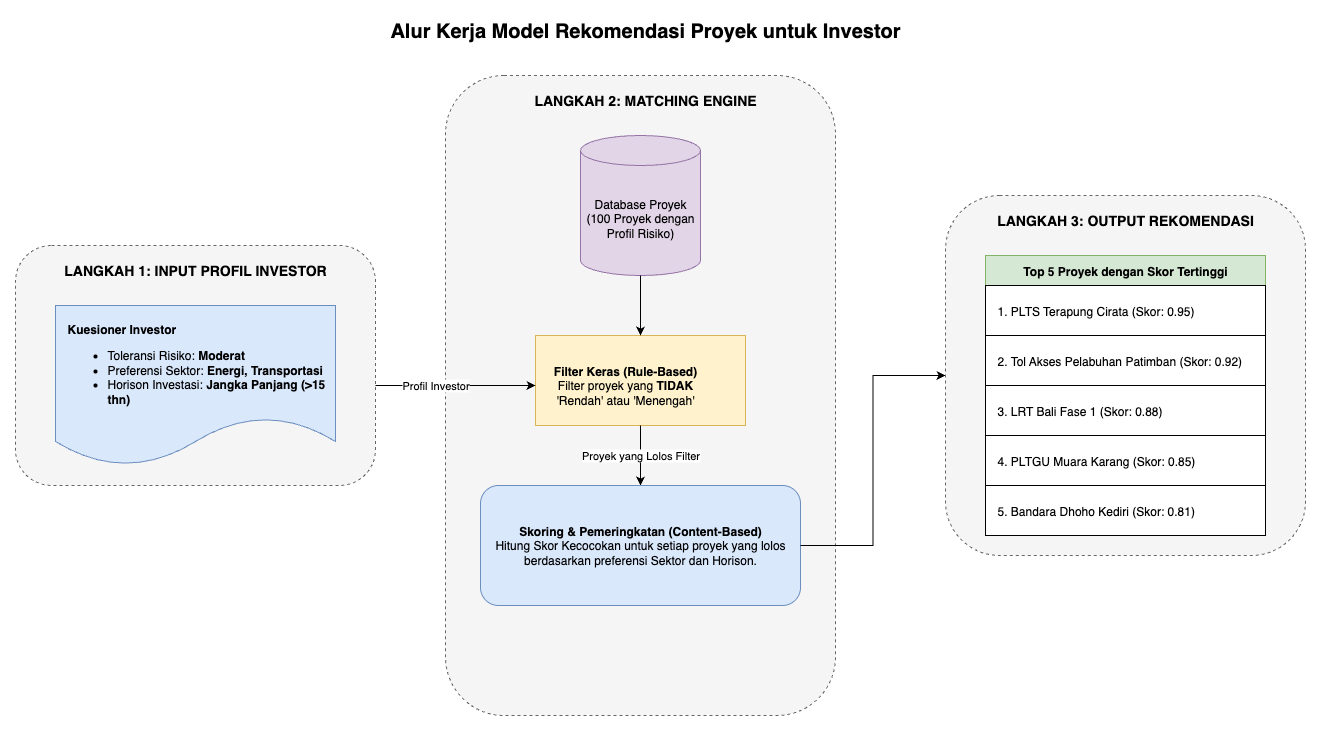 Alur Kerja Model Rekomendasi Proyek untuk Investor
LANGKAH 1: INPUT PROFIL INVESTOR
Kuesioner Investor
• Toleransi Risiko: Moderat
• Preferensi Sektor: Energi, Transportasi
• Horison Investasi: Jangka Panjang (>15
thn)
Profil Investor
LANGKAH 2: MATCHING ENGINE
Database Proyek
(100 Proyek dengan
Profil Risiko)
Filter Keras (Rule-Based)
Filter proyek yang TIDAK
'Rendah' atau 'Menengah'
Proyek yang Lolos Filter
Skoring & Pemeringkatan (Content-Based)
Hitung Skor Kecocokan untuk setiap proyek yang lolos
berdasarkan preferensi Sektor dan Horison.
LANGKAH 3: OUTPUT REKOMENDASI
Top 5 Proyek dengan Skor Tertinggi
1. PLTS Terapung Cirata (Skor: 0.95)
2. Tol Akses Pelabuhan Patimban (Skor: 0.92)
3. LRT Bali Fase 1 (Skor: 0.88)
4. PLTGU Muara Karang (Skor: 0.85)
5. Bandara Dhoho Kediri (Skor: 0.81)